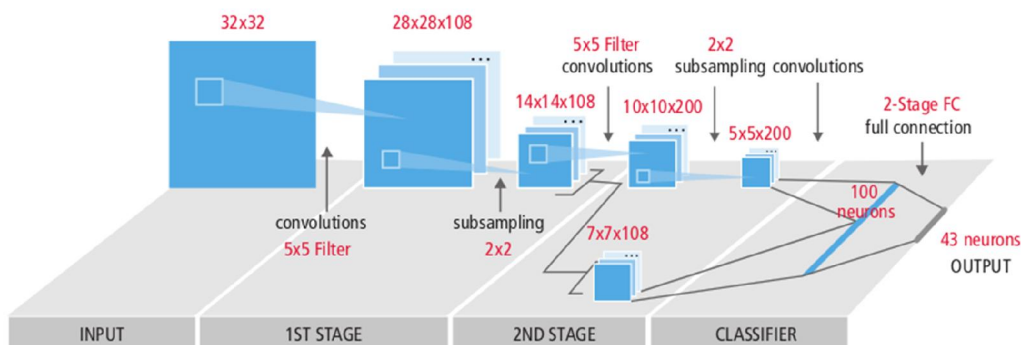 32x32
28x28x108
5x5 Filter
convolutions
2x2
subsampling
convolutions
14x14x108
10x10x200
5x5x200
2-Stage FC
full connection
convolutions
5x5 Filter
subsampling
2x2
7x7x108
100
neurons
43 neurons
OUTPUT
INPUT
1ST STAGE
2ND STAGE
CLASSIFIER